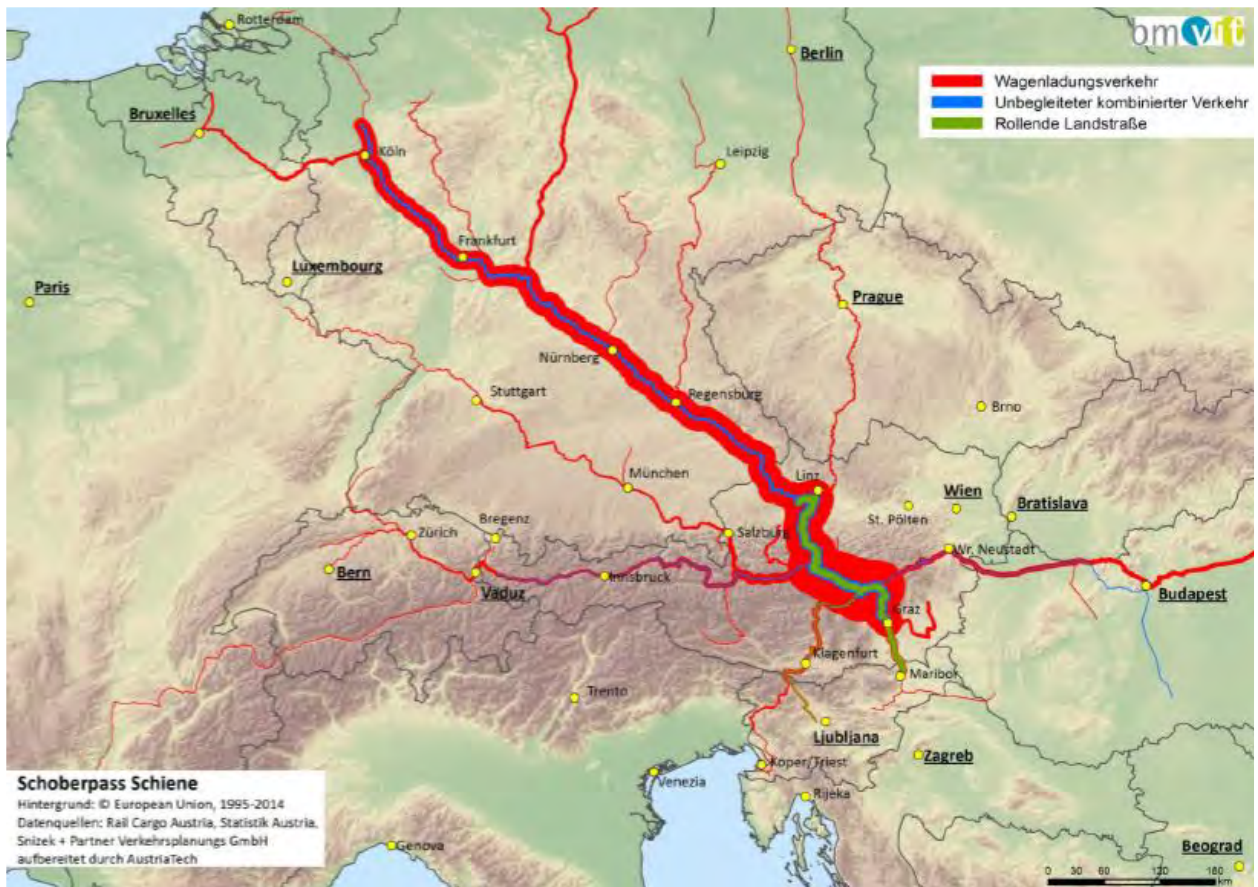 Rotterdam
Berlin
bmvit
Wagenladungsverkehr
Unbegleiteter kombinierter Verkehr
Rollende Landstraße
Bruxelles
Köln
Leipzig
Frankfurt
Luxembourg
Paris
Prague
Nürnberg
Stuttgart
Regensburg
Brno
München
Linz
Wien
St. Pölten
Bratislava
Zürich
Bregenz
Salzburg
Wr. Neustadt
Bern
Vaduz
Innsbruck
Budapest
Graz
Klagenfurt
Maribor
Trento
Ljubljana
Zagreb
Koper/Triest
Venezia
Rijeka
Genova
Beograd
Schoberpass Schiene
Hintergrund: © European Union, 1995-2014
Datenquellen: Rail Cargo Austria, Statistik Austria,
Snizek + Partner Verkehrsplanungs GmbH
aufbereitet durch AustriaTech
0 30 60 120 180
km